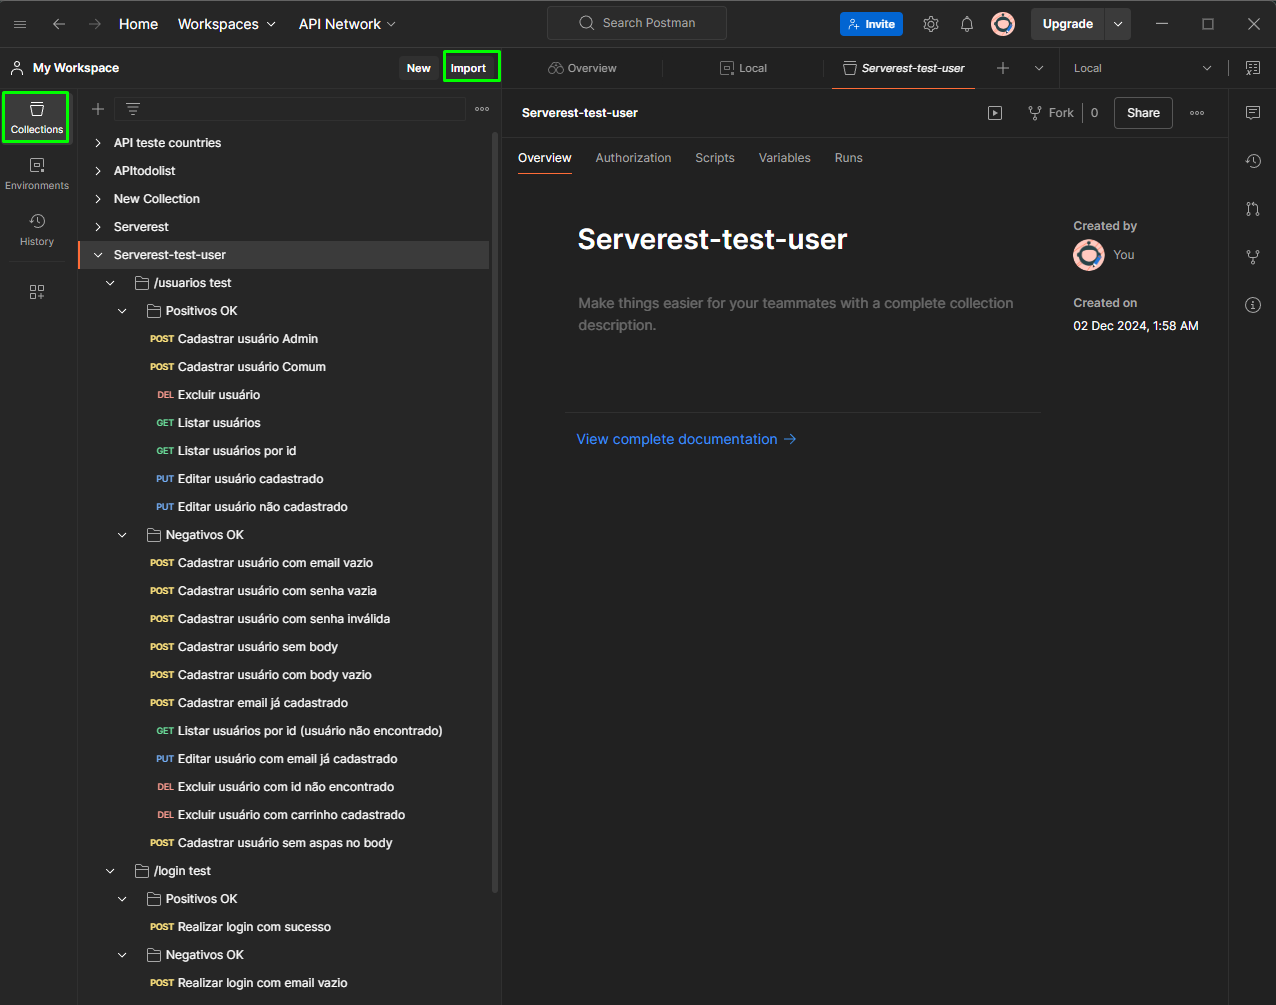 Home
Workspaces
API Network
Search Postman
Invite
Upgrade
My Workspace
New
Import
Overview
Local
Serverest-test-user
Local
Collections
Environments
History
API teste countries
APItodolist
New Collection
Serverest
Serverest-test-user
/usuarios test
Positivos OK
POST Cadastrar usuário Admin
POST Cadastrar usuário Comum
DEL Excluir usuário
GET Listar usuários
GET Listar usuários por id
PUT Editar usuário cadastrado
PUT Editar usuário não cadastrado
Negativos OK
POST Cadastrar usuário com email vazio
POST Cadastrar usuário com senha vazia
POST Cadastrar usuário com senha inválida
POST Cadastrar usuário sem body
POST Cadastrar usuário com body vazio
POST Cadastrar email já cadastrado
GET Listar usuários por id (usuário não encontrado)
PUT Editar usuário com email já cadastrado
DEL Excluir usuário com id não encontrado
DEL Excluir usuário com carrinho cadastrado
POST Cadastrar usuário sem aspas no body
/login test
Positivos OK
POST Realizar login com sucesso
Negativos OK
POST Realizar login com email vazio
Serverest-test-user
Fork
0
Share
Overview
Authorization
Scripts
Variables
Runs
Serverest-test-user
Make things easier for your teammates with a complete collection
description.
View complete documentation →
Created by
You
Created on
02 Dec 2024, 1:58 AM